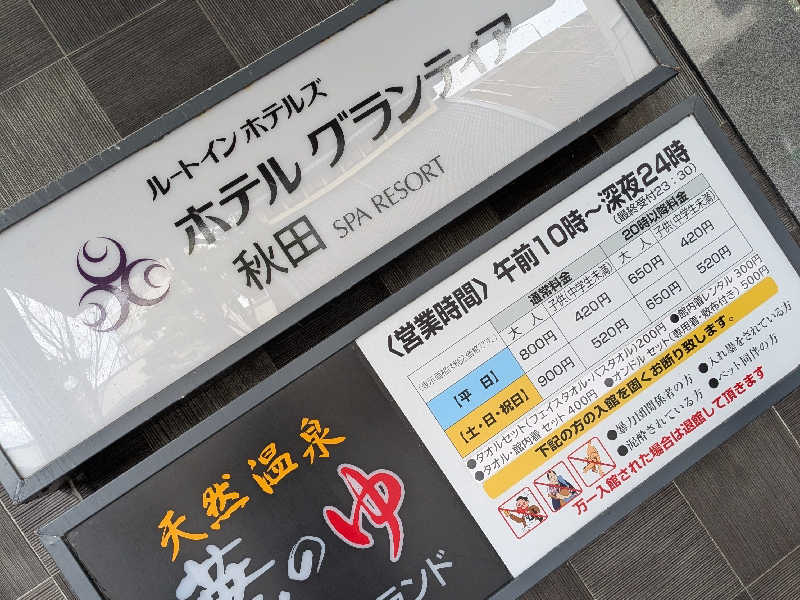 ルートイン ホテルズ
ホテル グランティア
秋田 SPA RESORT
〈営業時間〉午前10時～深夜24時
(最終受付23:30)
通常料金 20時以降料金
大人 子供(中学生未満) 大人 子供(中学生未満)
【平 日】 800円 420円 650円 420円
【土・日・祝日】 900円 520円 650円 520円
●タオルセット(フェイスタオル・バスタオル)200円 ●館内着レンタル 300円
●タオル・館内着 セット 400円 ●オンドル セット(専用着・敷布付き) 500円
下記の方の入館を固くお断り致します。
●暴力団関係者の方 ●入れ墨をされている方
●泥酔されている方 ●ペット同伴の方
万一入館された場合は退館して頂きます
天然温泉
葉のゆ
ランド